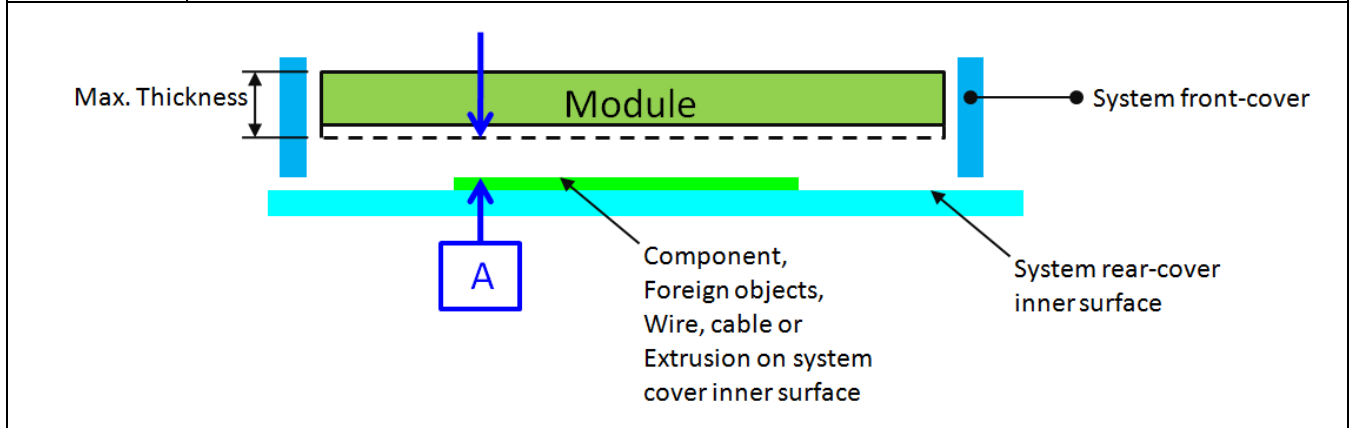 Max. Thickness
Module
System front-cover
A
Component,
Foreign objects,
Wire, cable or
Extrusion on system
cover inner surface
System rear-cover
inner surface